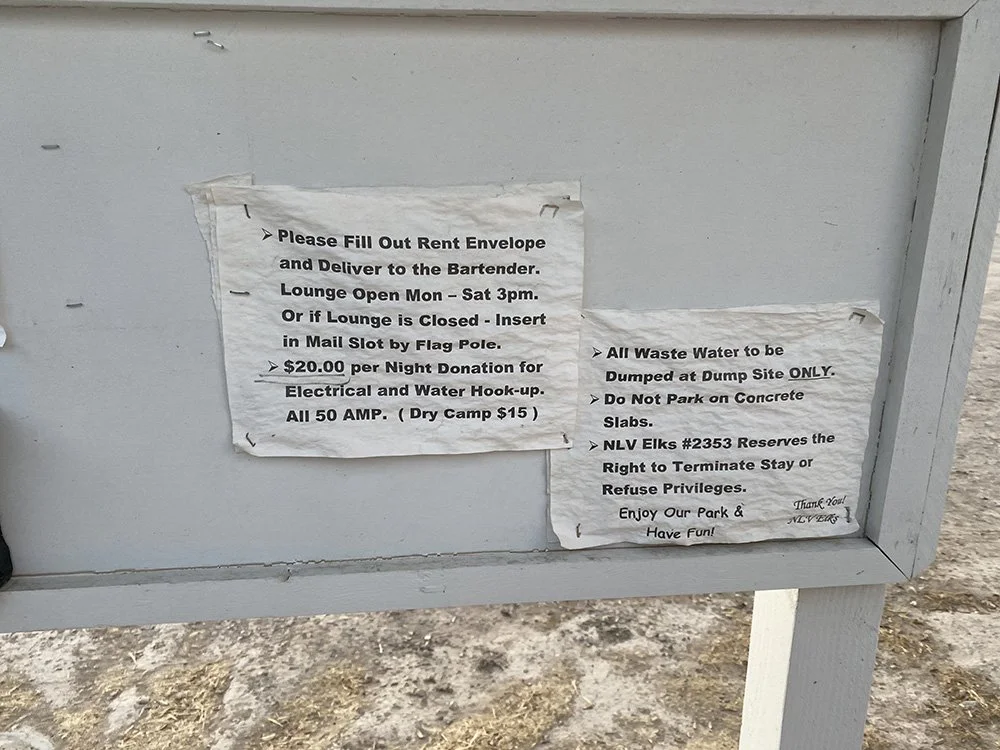 ➢ Please Fill Out Rent Envelope
and Deliver to the Bartender.
Lounge Open Mon – Sat 3pm.
Or if Lounge is Closed - Insert
in Mail Slot by Flag Pole.
➢ $20.00 per Night Donation for
Electrical and Water Hook-up.
All 50 AMP. ( Dry Camp $15 )
➢ All Waste Water to be
Dumped at Dump Site ONLY.
➢ Do Not Park on Concrete
Slabs.
➢ NLV Elks #2353 Reserves the
Right to Terminate Stay or
Refuse Privileges.
Enjoy Our Park &
Have Fun!
Thank You!
NLV Elks